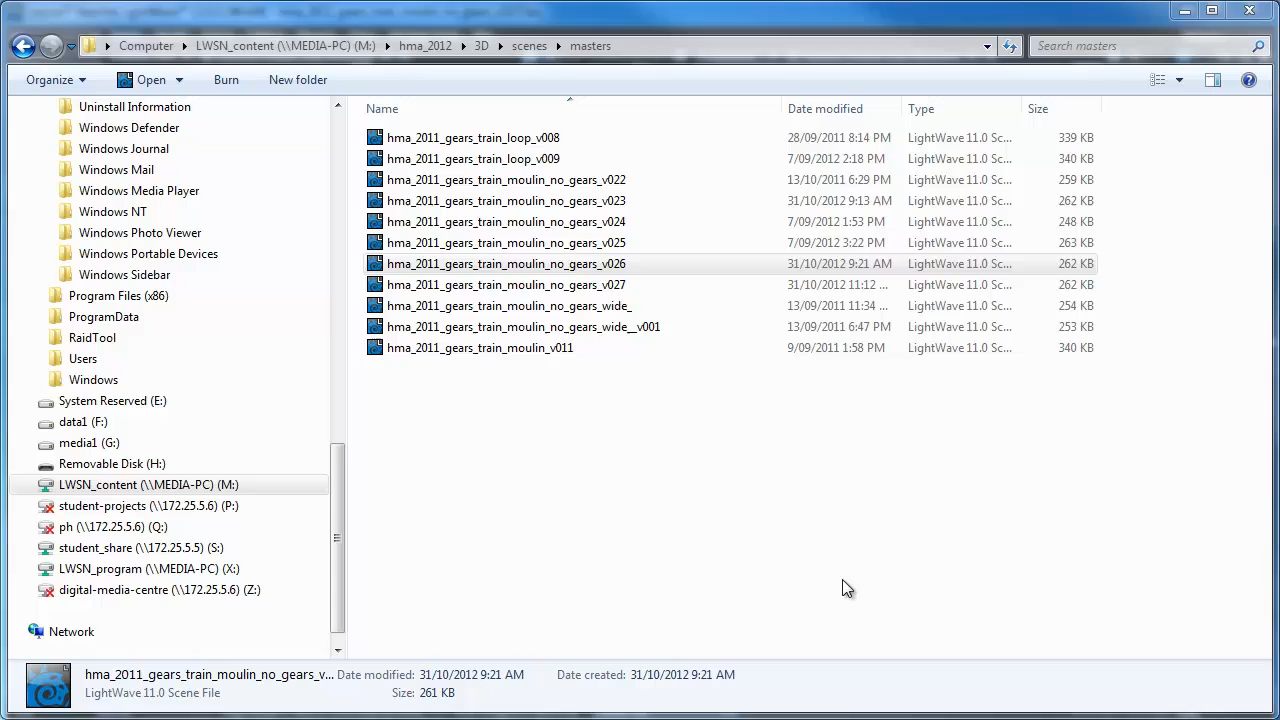 Computer LWSN_content (\\MEDIA-PC) (M:) hma_2012 3D scenes masters Search masters
Organize Open Burn New folder
Name Date modified Type Size
Uninstall Information
Windows Defender
Windows Journal
Windows Mail
Windows Media Player
Windows NT
Windows Photo Viewer
Windows Portable Devices
Windows Sidebar
Program Files (x86)
ProgramData
RaidTool
Users
Windows
System Reserved (E:)
data1 (F:)
media1 (G:)
Removable Disk (H:)
LWSN_content (\\MEDIA-PC) (M:)
student-projects (\\172.25.5.6) (P:)
ph (\\172.25.5.6) (Q:)
student_share (\\172.25.5.5) (S:)
LWSN_program (\\MEDIA-PC) (X:)
digital-media-centre (\\172.25.5.6) (Z:)
Network
hma_2011_gears_train_loop_v008 28/09/2011 8:14 PM LightWave 11.0 Sc... 339 KB
hma_2011_gears_train_loop_v009 7/09/2012 2:18 PM LightWave 11.0 Sc... 340 KB
hma_2011_gears_train_moulin_no_gears_v022 13/10/2011 6:29 PM LightWave 11.0 Sc... 259 KB
hma_2011_gears_train_moulin_no_gears_v023 31/10/2012 9:13 AM LightWave 11.0 Sc... 262 KB
hma_2011_gears_train_moulin_no_gears_v024 7/09/2012 1:53 PM LightWave 11.0 Sc... 248 KB
hma_2011_gears_train_moulin_no_gears_v025 7/09/2012 3:22 PM LightWave 11.0 Sc... 263 KB
hma_2011_gears_train_moulin_no_gears_v026 31/10/2012 9:21 AM LightWave 11.0 Sc... 262 KB
hma_2011_gears_train_moulin_no_gears_v027 31/10/2012 11:12 ... LightWave 11.0 Sc... 262 KB
hma_2011_gears_train_moulin_no_gears_wide_ 13/09/2011 11:34 ... LightWave 11.0 Sc... 254 KB
hma_2011_gears_train_moulin_no_gears_wide__v001 13/09/2011 6:47 PM LightWave 11.0 Sc... 253 KB
hma_2011_gears_train_moulin_v011 9/09/2011 1:58 PM LightWave 11.0 Sc... 340 KB
hma_2011_gears_train_moulin_no_gears_v... Date modified: 31/10/2012 9:21 AM Date created: 31/10/2012 9:21 AM
LightWave 11.0 Scene File Size: 261 KB